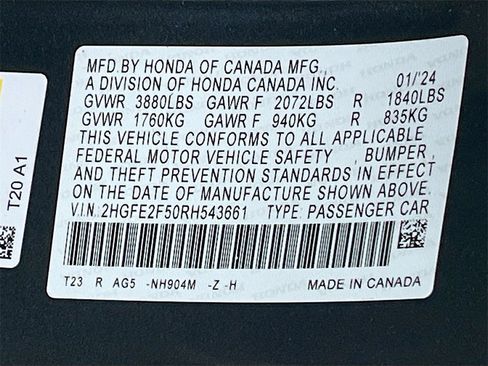 MFD.BY HONDA OF CANADA MFG.,
A DIVISION OF HONDA CANADA INC. 01/'24
GVWR 3880LBS GAWR F 2072LBS R 1840LBS
GVWR 1760KG GAWR F 940KG R 835KG
THIS VEHICLE CONFORMS TO ALL APPLICABLE
FEDERAL MOTOR VEHICLE SAFETY , BUMPER,
AND THEFT PREVENTION STANDARDS IN EFFECT
ON THE DATE OF MANUFACTURE SHOWN ABOVE.
V.I.N: 2HGFE2F50RH543661 TYPE: PASSENGER CAR
T23 R AG5 -NH904M -Z -H MADE IN CANADA
T20 A1